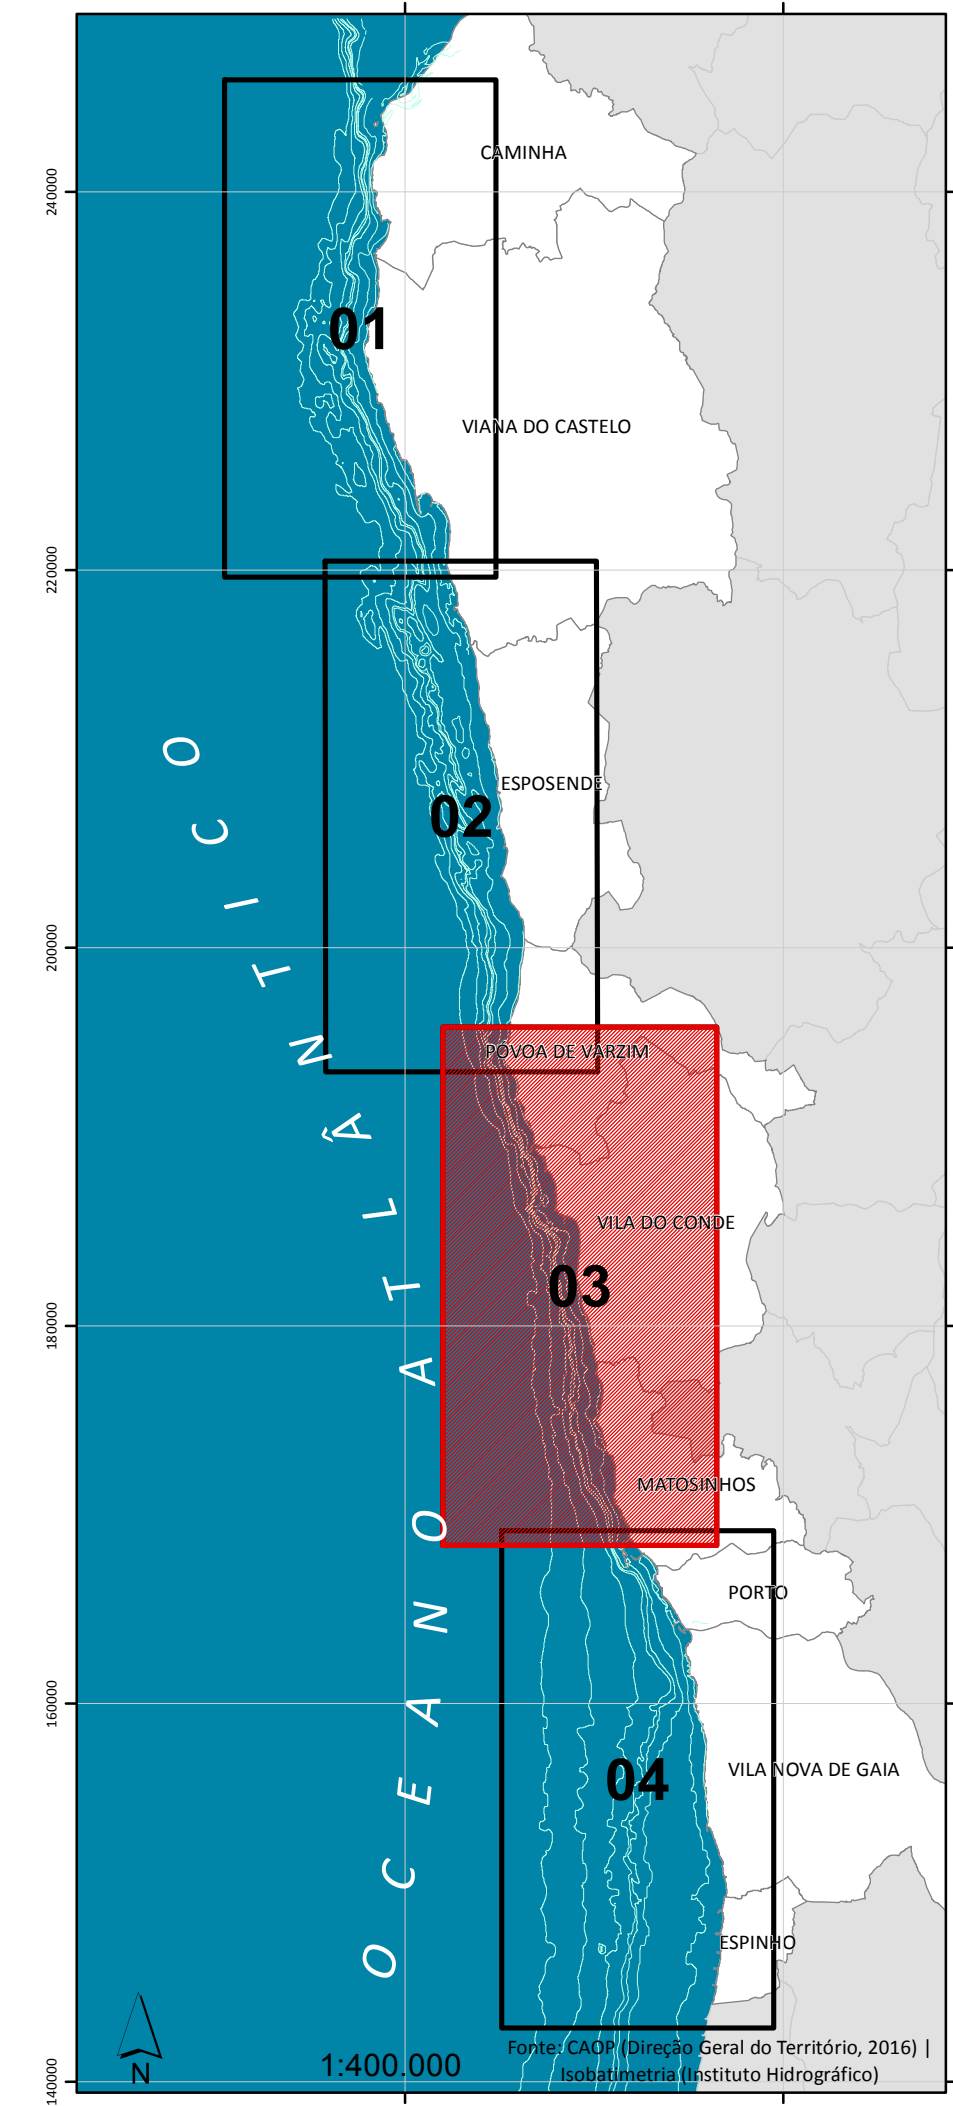 CAMINHA
240000
01
VIANA DO CASTELO
220000
ESPOSENDE
02
200000
PÓVOA DE VARZIM
VILA DO CONDE
03
180000
MATOSINHOS
PORTO
160000
VILA NOVA DE GAIA
04
ESPINHO
OCEANO ATLÂNTICO
N
1:400.000
Fonte: CAOP (Direção Geral do Território, 2016) |
Isobatimetria (Instituto Hidrográfico)
140000